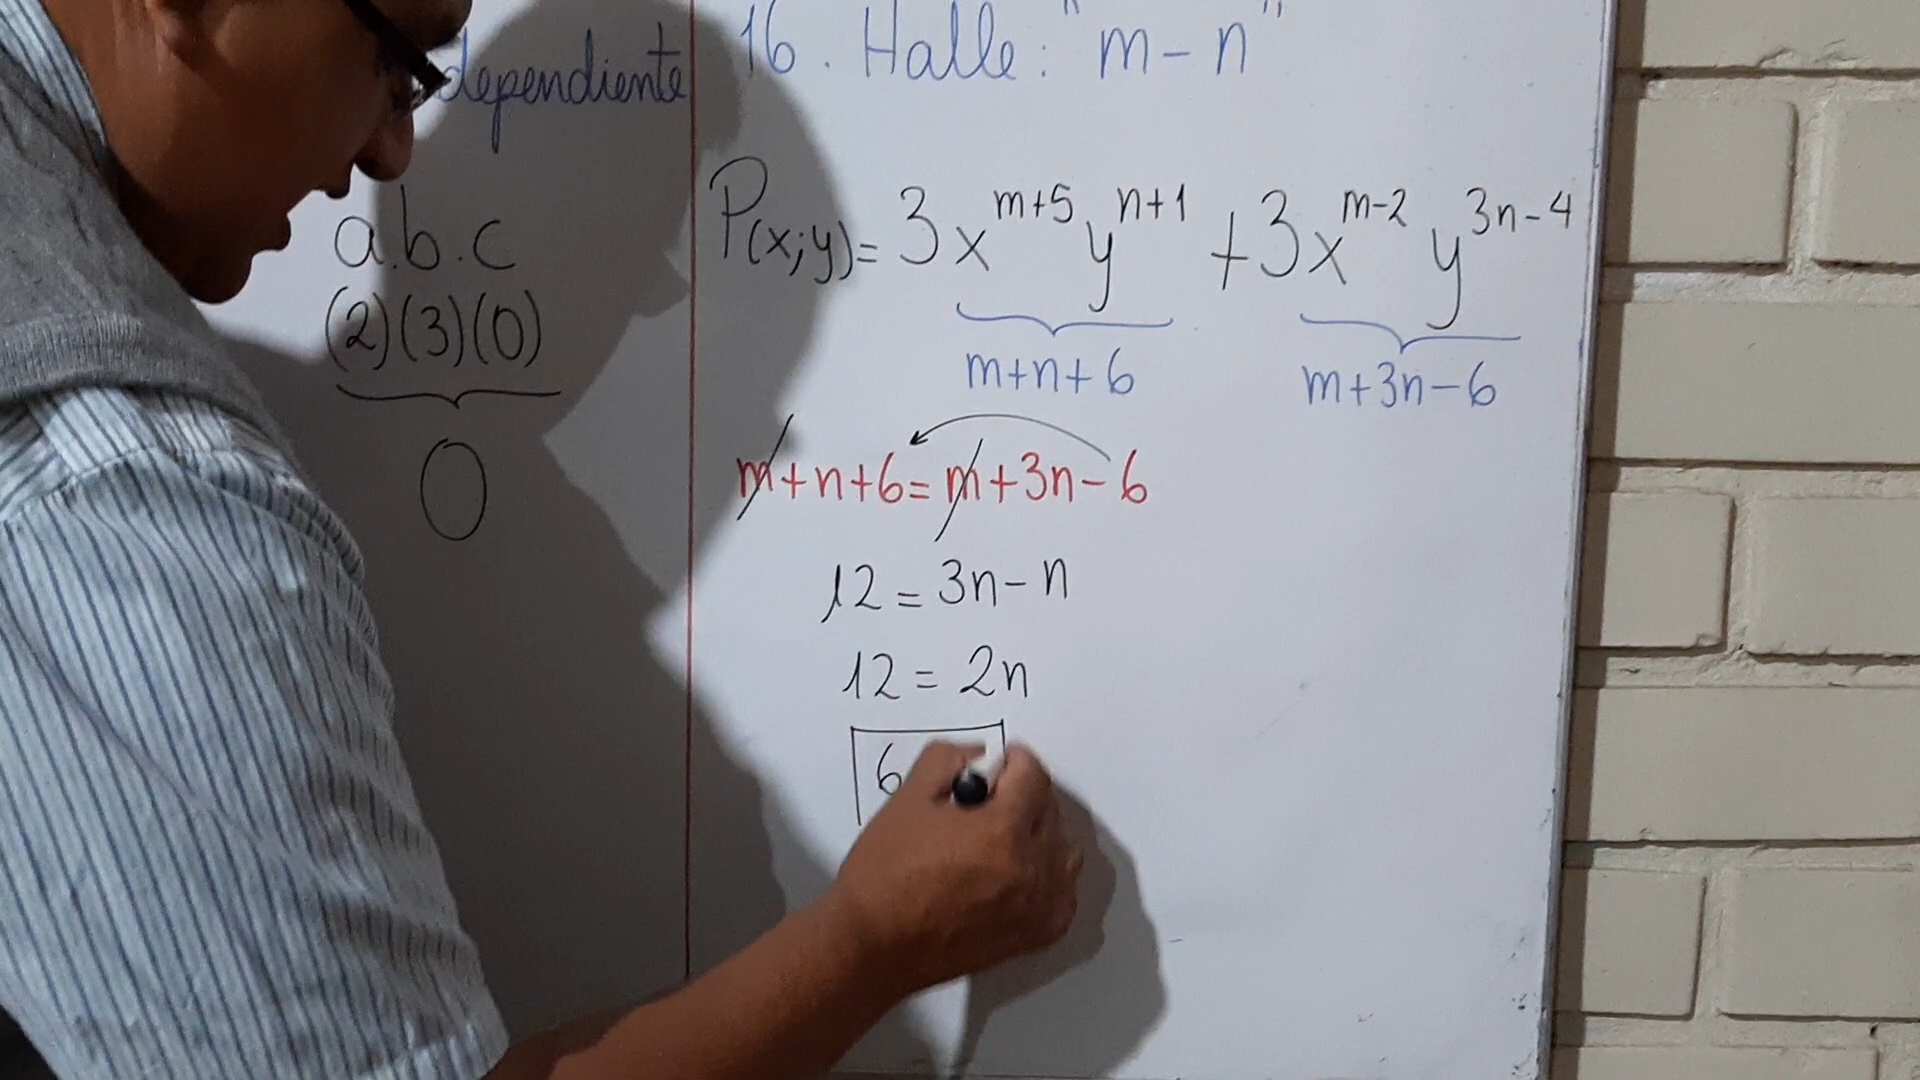 dependiente
a.b.c
(2)(3)(0)
0
16. Halle: "m-n"
P(x;y)= 3x^{m+5} y^{n+1} + 3x^{m-2} y^{3n-4}
m+n+6
m+3n-6
m+n+6=m+3n-6
12=3n-n
12=2n
6